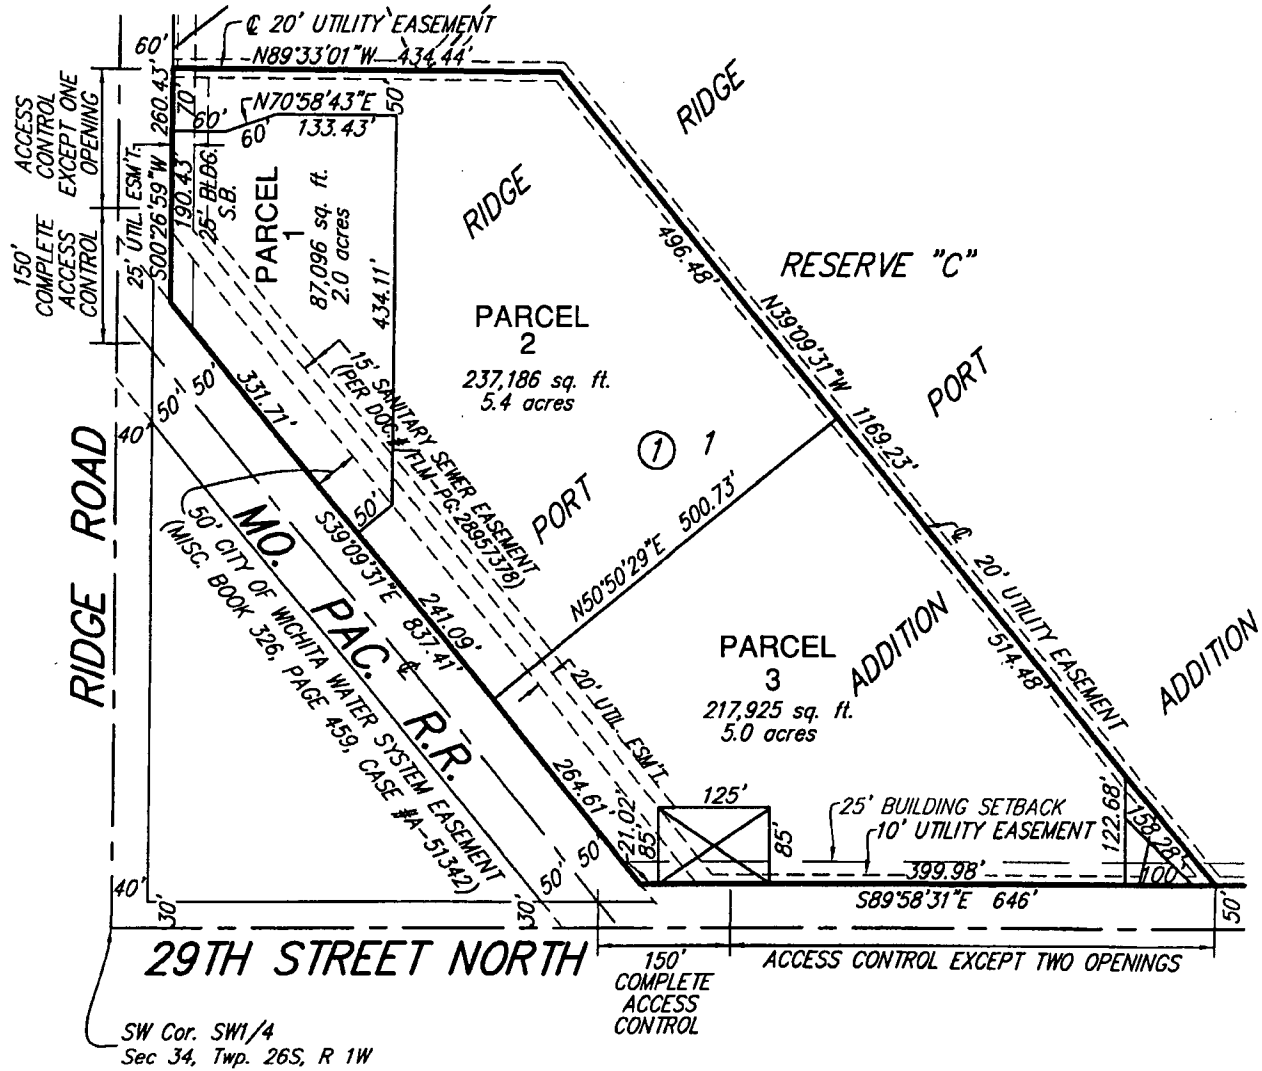 ℄ 20' UTILITY EASEMENT
60'
N89°33'01"W 434.44'
260.43'
70'
60'
N70°58'43"E
60'
133.43'
50'
ACCESS
CONTROL
EXCEPT ONE
OPENING
150'
COMPLETE
ACCESS
CONTROL
25' UTIL. ESM'T.
S00°26'59"W
190.43'
25' BLDG.
S.B.
PARCEL
1
87,096 sq. ft.
2.0 acres
434.11'
RIDGE
RIDGE
496.48'
RESERVE "C"
N39°09'31"W
1169.23'
PARCEL
2
237,186 sq. ft.
5.4 acres
PORT
PORT
1 1
15' SANITARY SEWER EASEMENT
(PER DOC.#/FLM-PG: 28957378)
331.71'
50'
50'
40'
50'
S39°09'31"E 837.41'
241.09'
N50°50'29"E 500.73'
℄ 20' UTILITY EASEMENT
514.48'
ADDITION
ADDITION
RIDGE ROAD
MO. PAC. R.R.
℄
50' CITY OF WICHITA WATER SYSTEM EASEMENT
(MISC. BOOK 326, PAGE 459, CASE #A-51342)
PARCEL
3
217,925 sq. ft.
5.0 acres
20' UTIL. ESM'T.
264.61'
21.02'
85'
125'
85'
25' BUILDING SETBACK
10' UTILITY EASEMENT
122.68'
158.28'
100'
399.98'
S89°58'31"E 646'
50'
50'
50'
40'
30'
30'
29TH STREET NORTH
150'
COMPLETE
ACCESS
CONTROL
ACCESS CONTROL EXCEPT TWO OPENINGS
SW Cor. SW1/4
Sec 34, Twp. 26S, R 1W